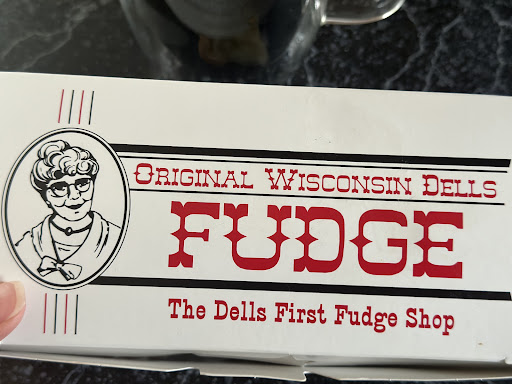 Original Wisconsin Dells
FUDGE
The Dells First Fudge Shop